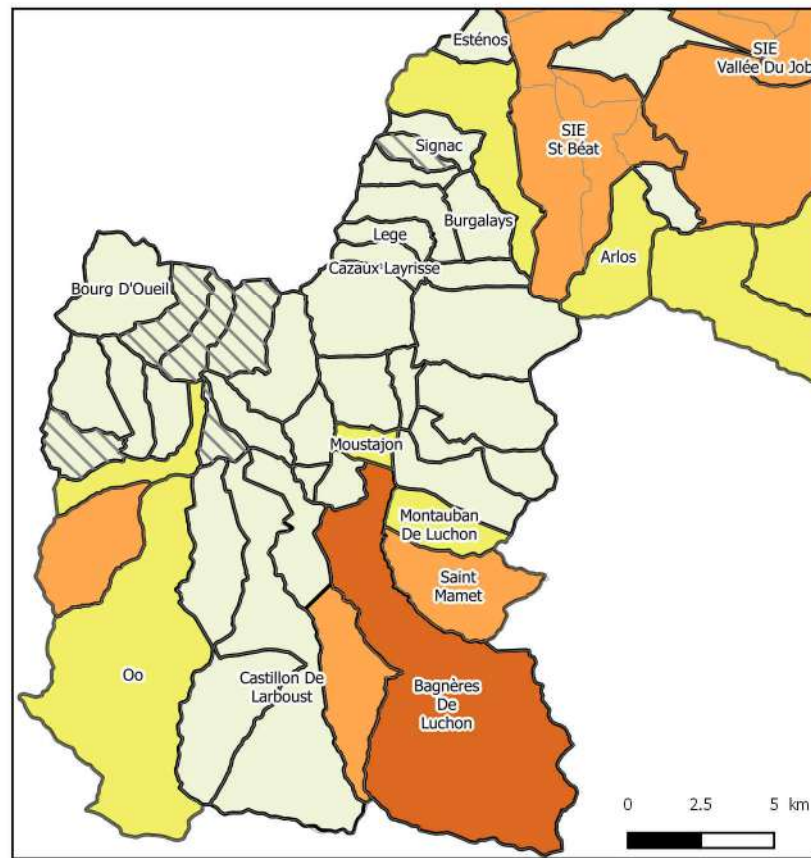 Esténos
SIE
Vallée Du Job
SIE
St Béat
Signac
Burgalays
Lege
Cazaux Layrisse
Arlos
Bourg D'Oueil
Moustajon
Montauban
De Luchon
Saint
Mamet
Oo
Castillon De
Larboust
Bagnères
De
Luchon
0 2.5 5 km